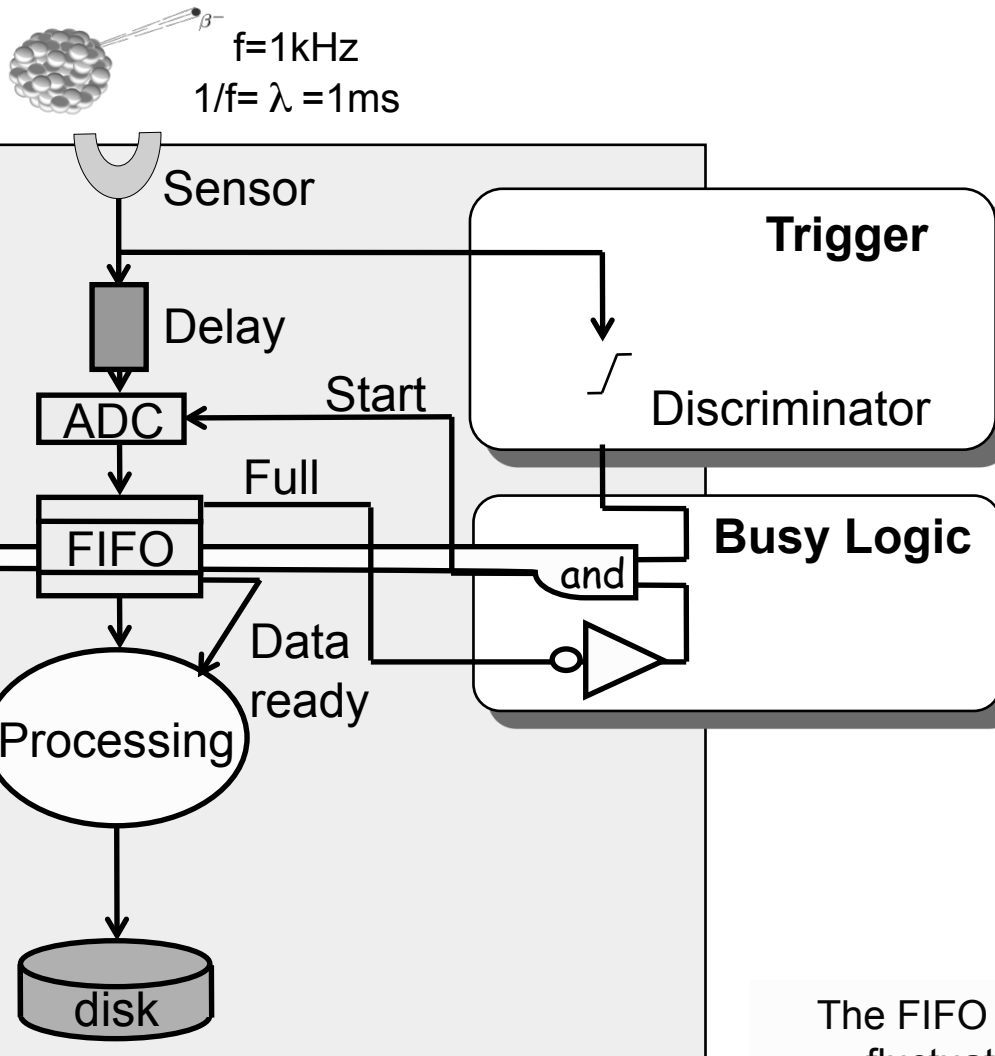 β⁻
f=1kHz
1/f= λ =1ms
Sensor
Trigger
Delay
Start
ADC
Discriminator
Full
FIFO
Busy Logic
and
Data
ready
Processing
disk
The FIFO